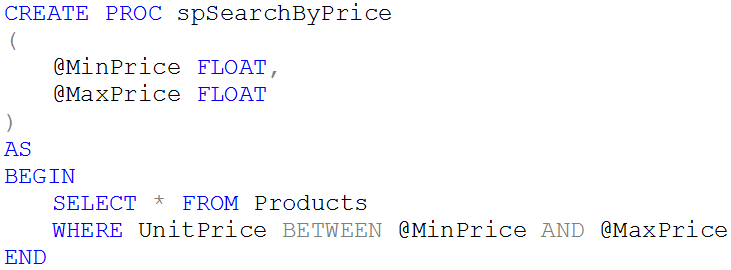 CREATE PROC spSearchByPrice
(
    @MinPrice FLOAT,
    @MaxPrice FLOAT
)
AS
BEGIN
    SELECT * FROM Products
    WHERE UnitPrice BETWEEN @MinPrice AND @MaxPrice
END